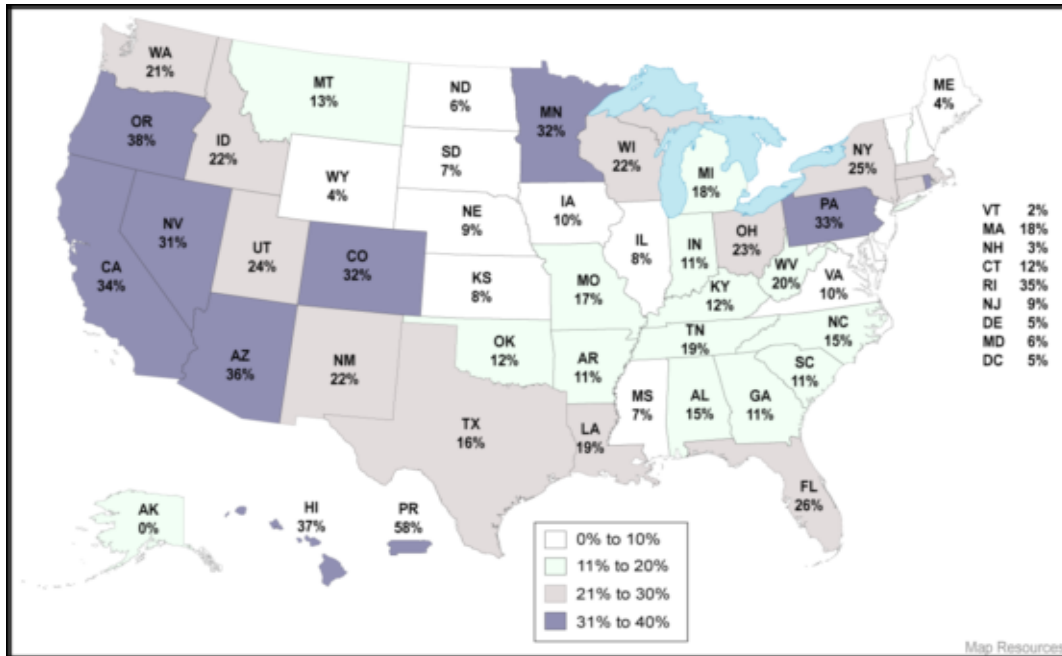 WA
21%
MT
13%
ND
6%
MN
32%
ME
4%
OR
38%
ID
22%
SD
7%
WI
22%
NY
25%
WY
4%
MI
18%
NE
9%
IA
10%
PA
33%
NV
31%
UT
24%
CO
32%
IL
8%
IN
11%
OH
23%
WV
20%
VA
10%
CA
34%
KS
8%
MO
17%
KY
12%
AZ
36%
NM
22%
OK
12%
AR
11%
TN
19%
NC
15%
SC
11%
MS
7%
AL
15%
GA
11%
TX
16%
LA
19%
FL
26%
AK
0%
HI
37%
PR
58%
VT 2%
MA 18%
NH 3%
CT 12%
RI 35%
NJ 9%
DE 5%
MD 6%
DC 5%
0% to 10%
11% to 20%
21% to 30%
31% to 40%
Map Resources